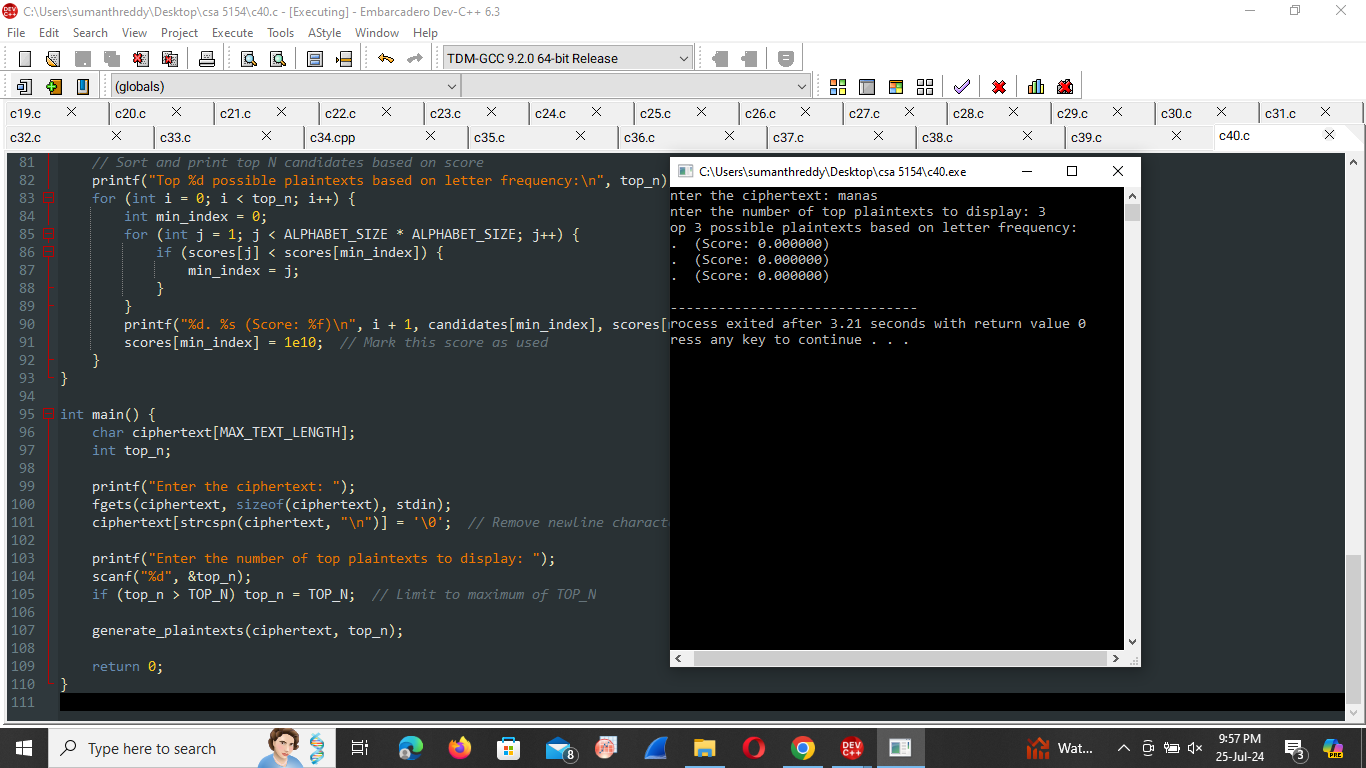 C:\Users\sumanthreddy\Desktop\csa 5154\c40.c - [Executing] - Embarcadero Dev-C++ 6.3
File Edit Search View Project Execute Tools AStyle Window Help
TDM-GCC 9.2.0 64-bit Release
(globals)
c19.c c20.c c21.c c22.c c23.c c24.c c25.c c26.c c27.c c28.c c29.c c30.c c31.c
c32.c c33.c c34.cpp c35.c c36.c c37.c c38.c c39.c c40.c
81 // Sort and print top N candidates based on score
82 printf("Top %d possible plaintexts based on letter frequency:\n", top_n)
83 for (int i = 0; i < top_n; i++) {
84 int min_index = 0;
85 for (int j = 1; j < ALPHABET_SIZE * ALPHABET_SIZE; j++) {
86 if (scores[j] < scores[min_index]) {
87 min_index = j;
88 }
89 }
90 printf("%d. %s (Score: %f)\n", i + 1, candidates[min_index], scores[
91 scores[min_index] = 1e10; // Mark this score as used
92 }
93 }
94
95 int main() {
96 char ciphertext[MAX_TEXT_LENGTH];
97 int top_n;
98
99 printf("Enter the ciphertext: ");
100 fgets(ciphertext, sizeof(ciphertext), stdin);
101 ciphertext[strcspn(ciphertext, "\n")] = '\0'; // Remove newline charact
102
103 printf("Enter the number of top plaintexts to display: ");
104 scanf("%d", &top_n);
105 if (top_n > TOP_N) top_n = TOP_N; // Limit to maximum of TOP_N
106
107 generate_plaintexts(ciphertext, top_n);
108
109 return 0;
110 }
111
C:\Users\sumanthreddy\Desktop\csa 5154\c40.exe
nter the ciphertext: manas
nter the number of top plaintexts to display: 3
op 3 possible plaintexts based on letter frequency:
. (Score: 0.000000)
. (Score: 0.000000)
. (Score: 0.000000)
-------------------------------
rocess exited after 3.21 seconds with return value 0
ress any key to continue . . .
Type here to search
8
DEV C++
Wat...
9:57 PM
25-Jul-24
3
PRE